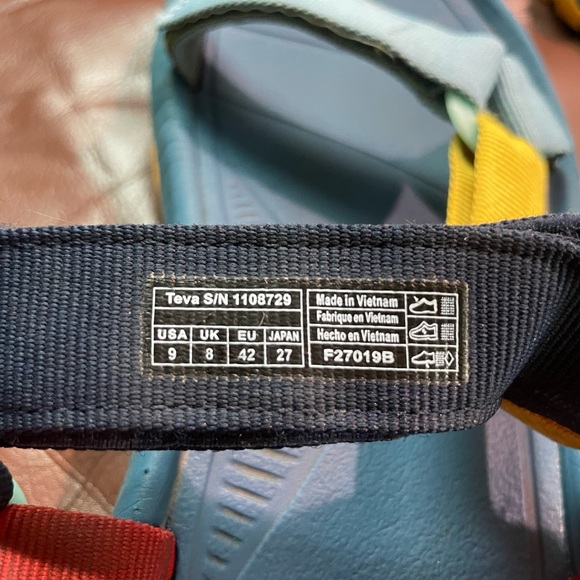 Teva S/N 1108729
USA UK EU JAPAN
9 8 42 27
Made in Vietnam
Fabrique en Vietnam
Hecho en Vietnam
F27019B